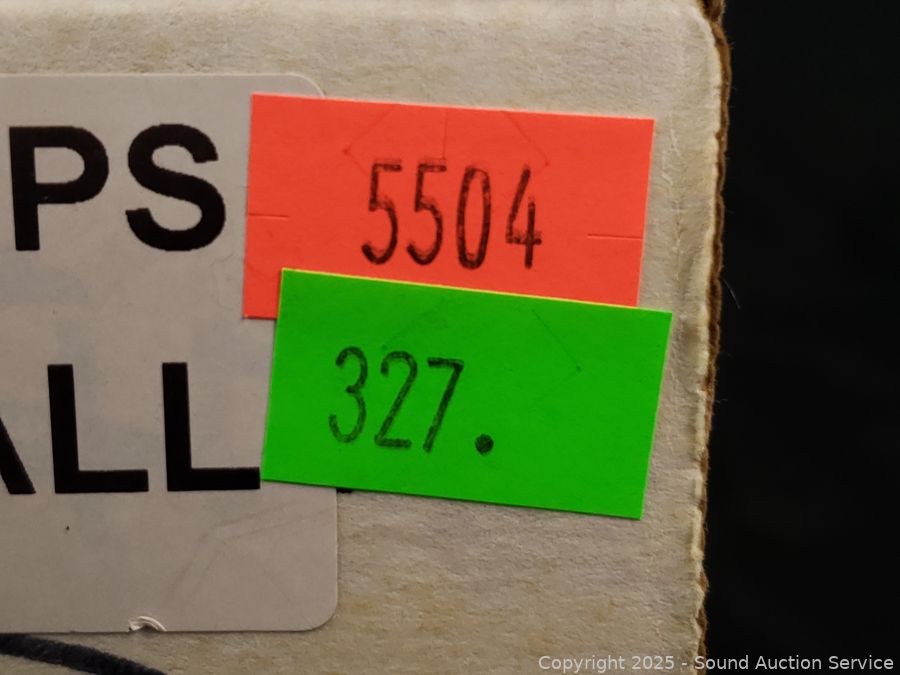 PS
5504
327.
ALL
Copyright 2025 - Sound Auction Service